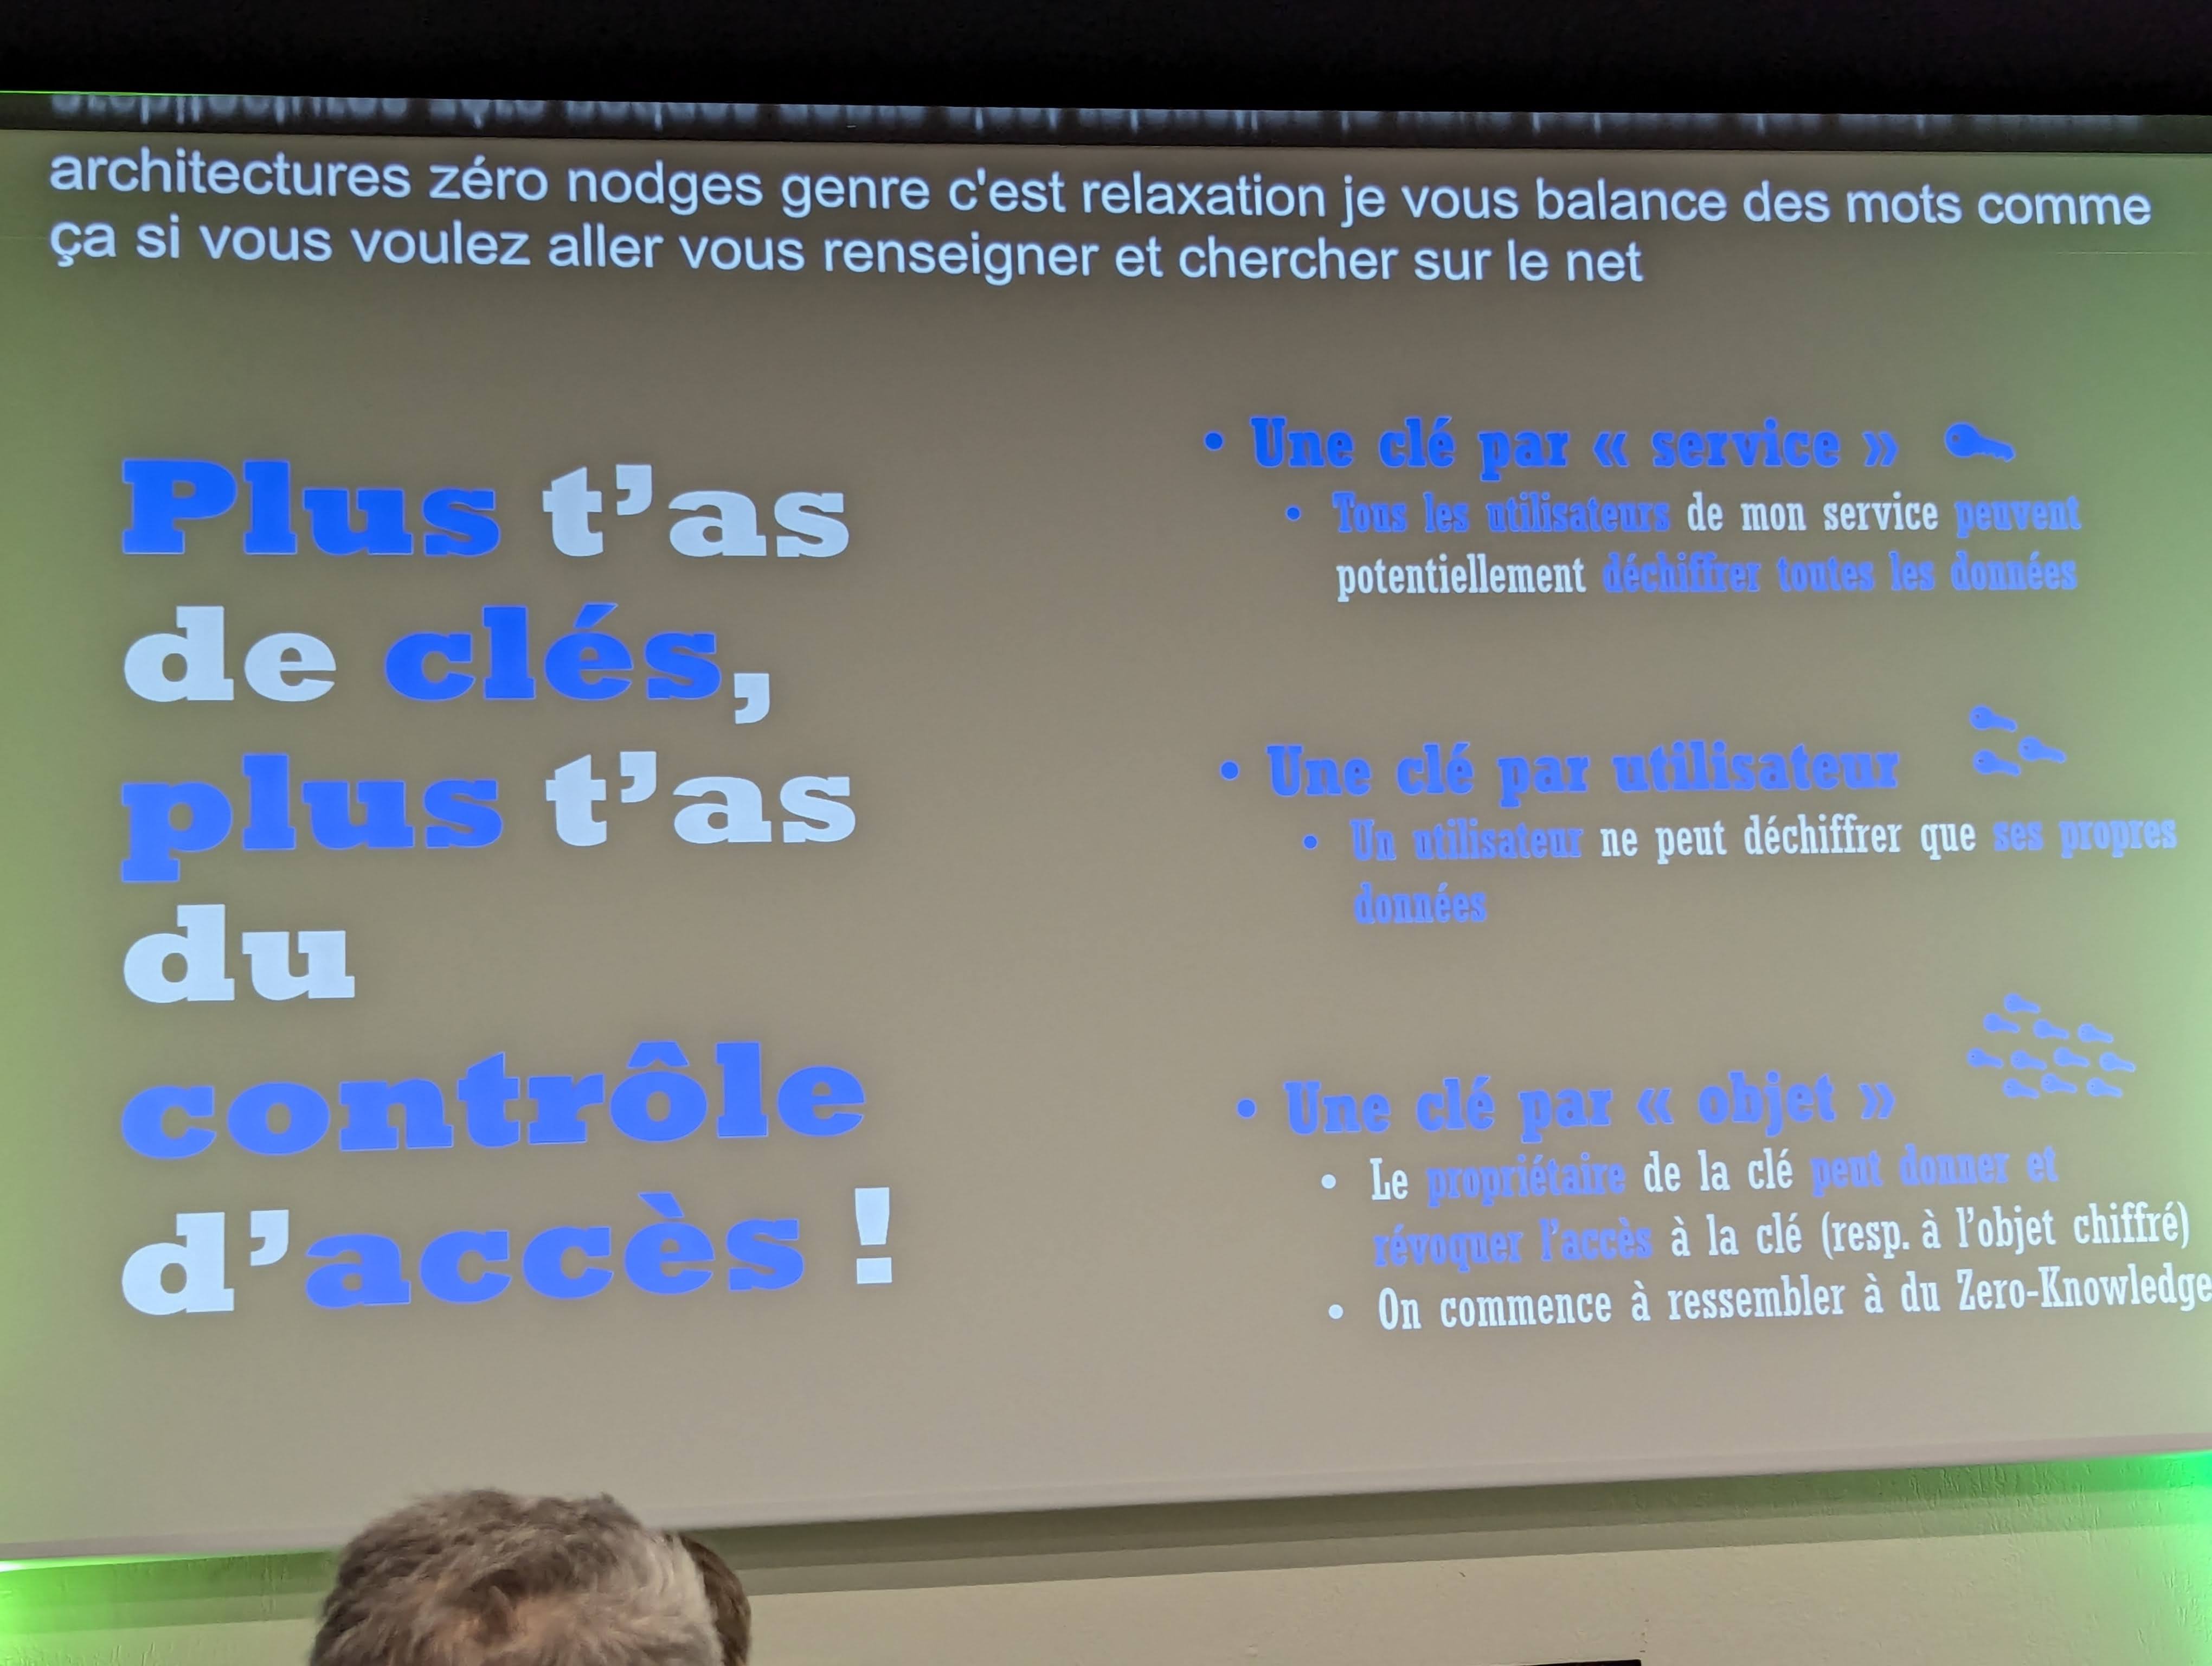 architectures zéro nodges genre c'est relaxation je vous balance des mots comme
ça si vous voulez aller vous renseigner et chercher sur le net
Plus t'as
de clés,
plus t'as
du
contrôle
d'accès !
• Une clé par « service »
• Tous les utilisateurs de mon service peuvent
potentiellement déchiffrer toutes les données
• Une clé par utilisateur
• Un utilisateur ne peut déchiffrer que ses propres
données
• Une clé par « objet »
• Le propriétaire de la clé peut donner et
révoquer l'accès à la clé (resp. à l'objet chiffré)
• On commence à ressembler à du Zero-Knowledge